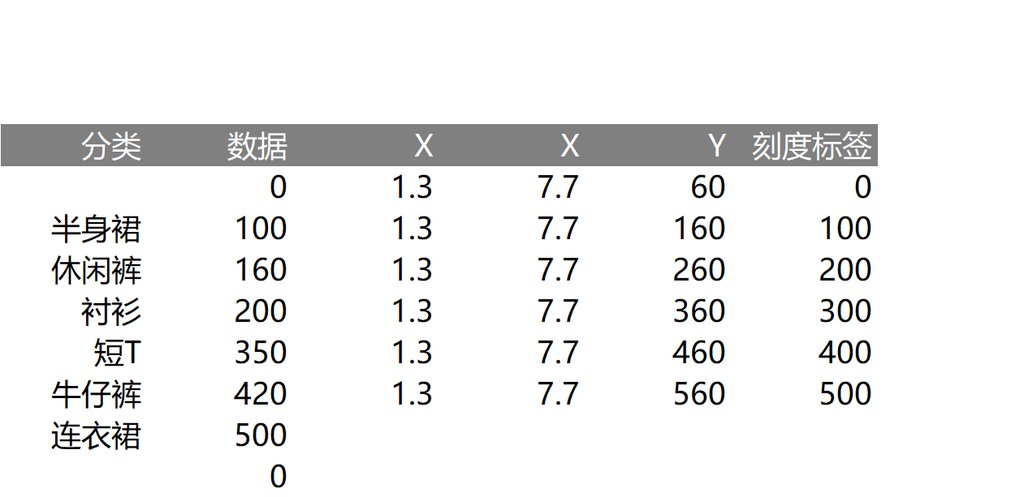 分类 数据 X X Y 刻度标签
0 1.3 7.7 60 0
半身裙 100 1.3 7.7 160 100
休闲裤 160 1.3 7.7 260 200
衬衫 200 1.3 7.7 360 300
短T 350 1.3 7.7 460 400
牛仔裤 420 1.3 7.7 560 500
连衣裙 500
0